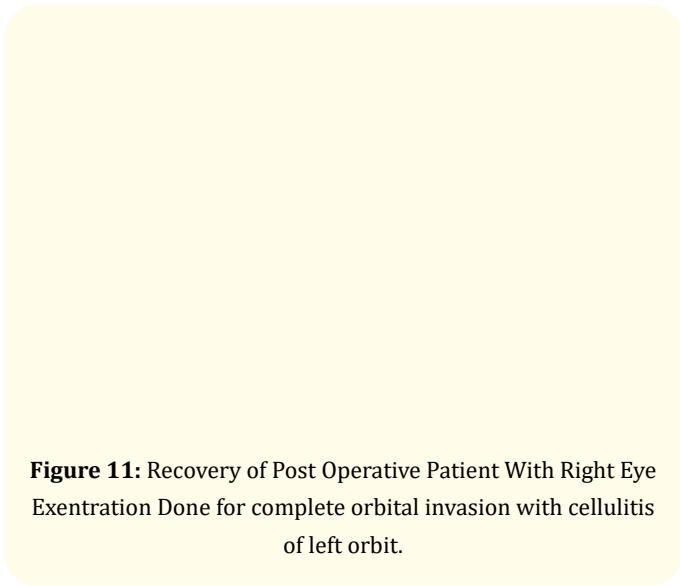 Figure 11: Recovery of Post Operative Patient With Right Eye
Exentration Done for complete orbital invasion with cellulitis
of left orbit.